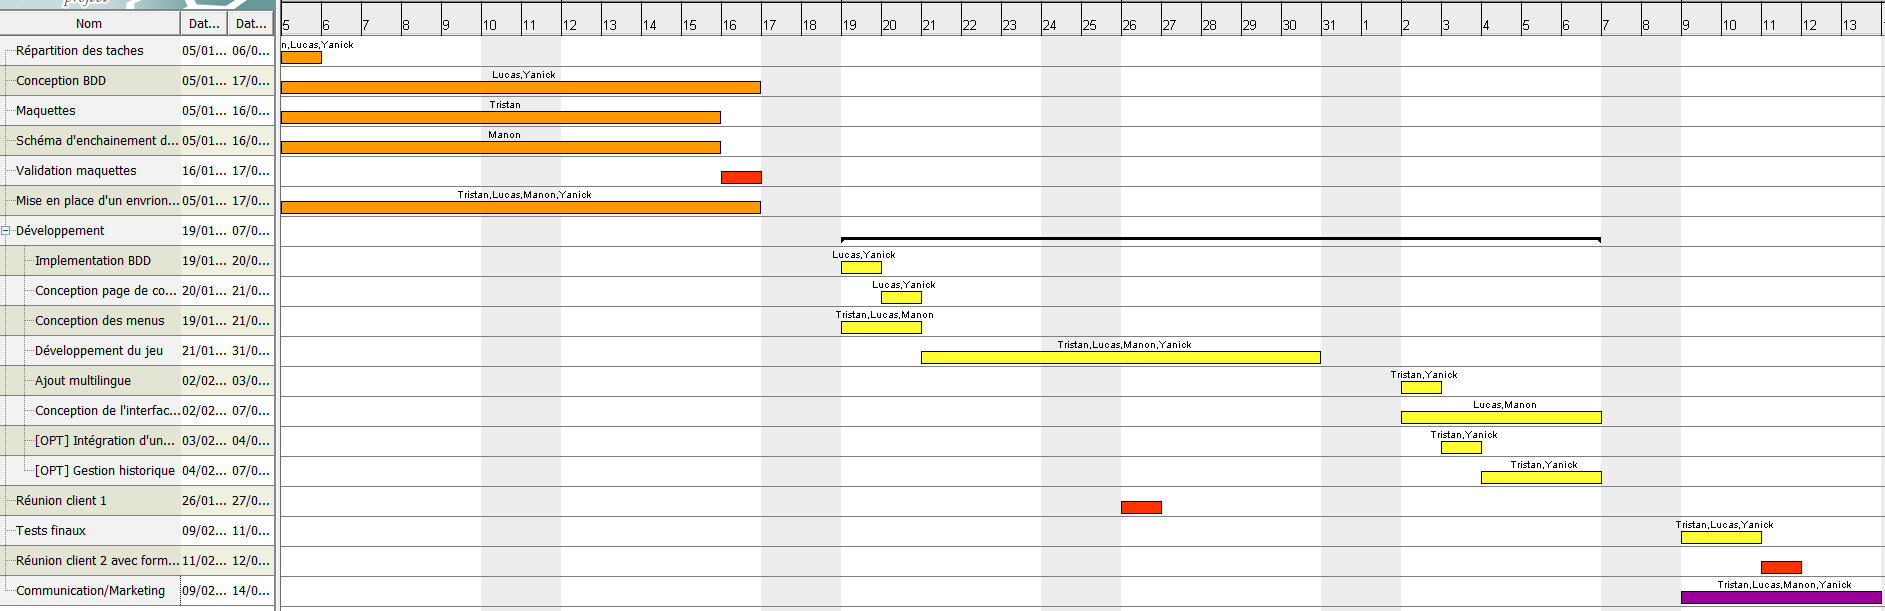 project
Nom Dat... Dat... 5 6 7 8 9 10 11 12 13 14 15 16 17 18 19 20 21 22 23 24 25 26 27 28 29 30 31 1 2 3 4 5 6 7 8 9 10 11 12 13
Répartition des taches 05/01... 06/0... n,Lucas,Yanick
Conception BDD 05/01... 17/0... Lucas,Yanick
Maquettes 05/01... 16/0... Tristan
Schéma d'enchainement d... 05/01... 16/0... Manon
Validation maquettes 16/01... 17/0...
Mise en place d'un envrion... 05/01... 17/0... Tristan,Lucas,Manon,Yanick
Développement 19/01... 07/0...
Implementation BDD 19/01... 20/0... Lucas,Yanick
Conception page de co... 20/01... 21/0... Lucas,Yanick
Conception des menus 19/01... 21/0... Tristan,Lucas,Manon
Développement du jeu 21/01... 31/0... Tristan,Lucas,Manon,Yanick
Ajout multilingue 02/02... 03/0... Tristan,Yanick
Conception de l'interfac... 02/02... 07/0... Lucas,Manon
[OPT] Intégration d'un... 03/02... 04/0... Tristan,Yanick
[OPT] Gestion historique 04/02... 07/0... Tristan,Yanick
Réunion client 1 26/01... 27/0...
Tests finaux 09/02... 11/0... Tristan,Lucas,Yanick
Réunion client 2 avec form... 11/02... 12/0...
Communication/Marketing 09/02... 14/0... Tristan,Lucas,Manon,Yanick